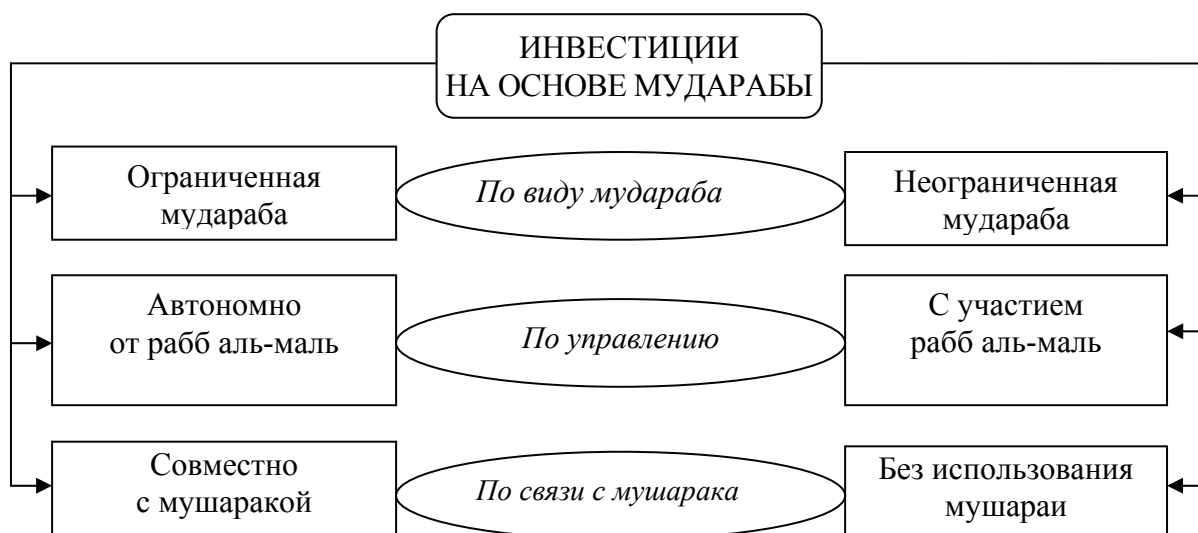 ИНВЕСТИЦИИ
НА ОСНОВЕ МУДАРАБЫ
Ограниченная
мудараба
По виду мудараба
Неограниченная
мудараба
Автономно
от рабб аль-маль
По управлению
С участием
рабб аль-маль
Совместно
с мушаракой
По связи с мушарака
Без использования
мушараи